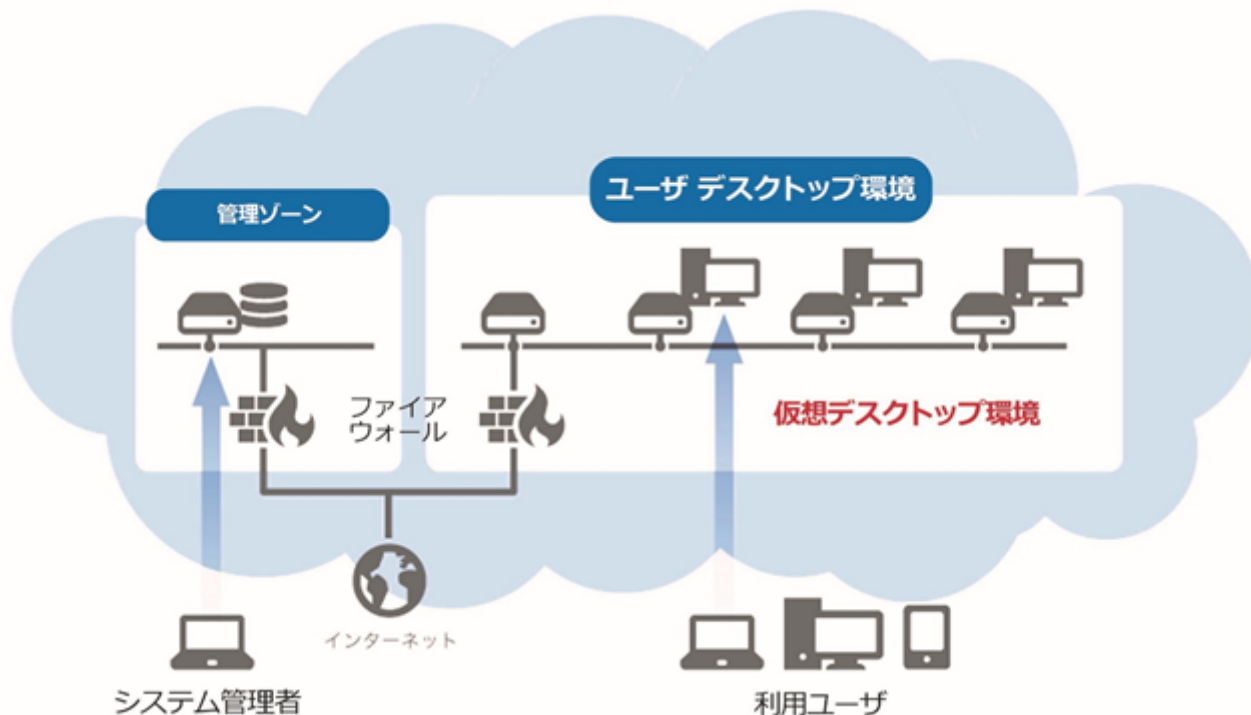 ユーザ デスクトップ環境
管理ゾーン
ファイア
ウォール
仮想デスクトップ環境
インターネット
システム管理者
利用ユーザ